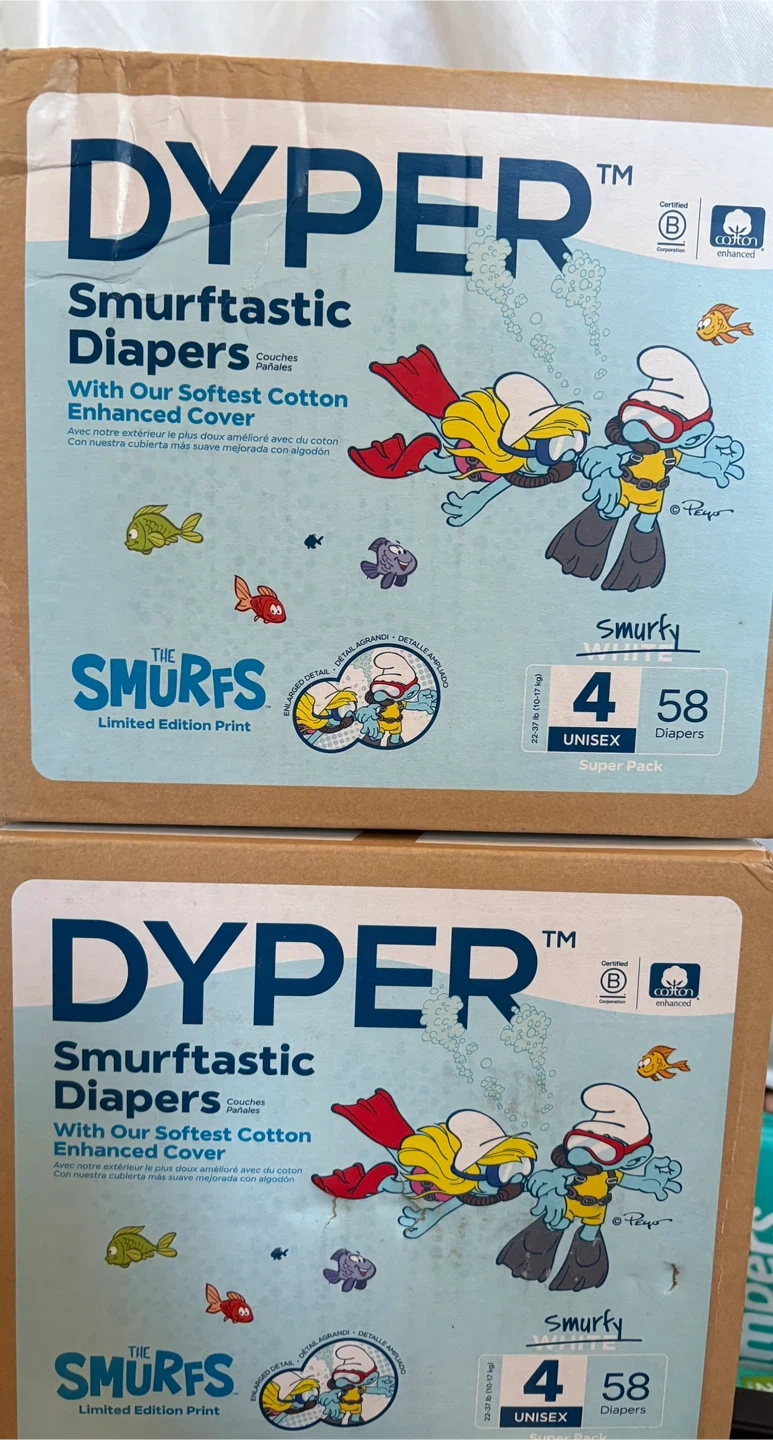 DYPER™
Certified
B
Corporation
cotton
enhanced
Smurftastic
Diapers
Couches
Pañales
With Our Softest Cotton
Enhanced Cover
Avec notre extérieur le plus doux amélioré avec du coton
Con nuestra cubierta más suave mejorada con algodón
© Peyo
Smurfy
WHITE
THE
SMURFS™
Limited Edition Print
ENLARGED DETAIL • DÉTAIL AGRANDI • DETALLE AMPLIADO
22-37 lb (10-17 kg)
4
UNISEX
58
Diapers
Super Pack
DYPER™
Certified
B
Corporation
cotton
enhanced
Smurftastic
Diapers
Couches
Pañales
With Our Softest Cotton
Enhanced Cover
Avec notre extérieur le plus doux amélioré avec du coton
Con nuestra cubierta más suave mejorada con algodón
© Peyo
Smurfy
WHITE
THE
SMURFS
Limited Edition Print
ENLARGED DETAIL • DÉTAIL AGRANDI • DETALLE AMPLIADO
22-37 lb (10-17 kg)
4
UNISEX
58
Diapers
Super Pack